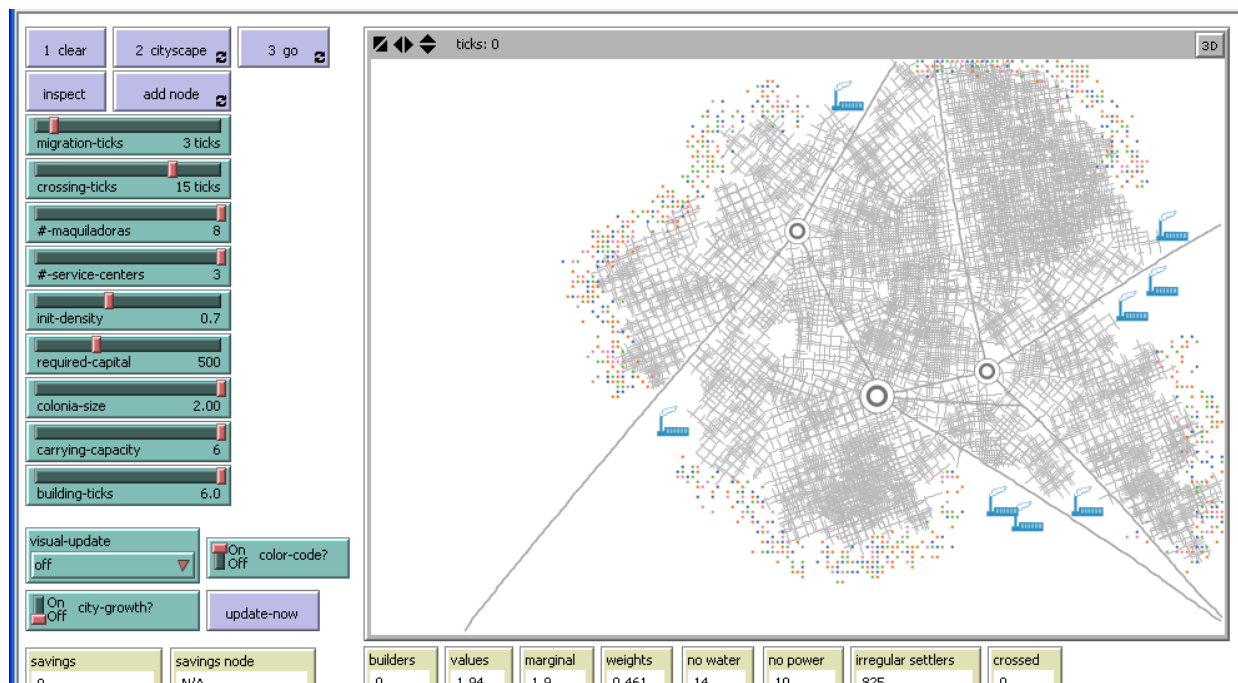 1 clear
2 cityscape
3 go
ticks: 0
3D
inspect
add node
migration-ticks 3 ticks
crossing-ticks 15 ticks
#-maquiladoras 8
#-service-centers 3
init-density 0.7
required-capital 500
colonia-size 2.00
carrying-capacity 6
building-ticks 6.0
visual-update
off
On
Off
color-code?
On
Off
city-growth?
update-now
savings
0
savings node
N/A
builders
0
values
1.94
marginal
1.9
weights
0.461
no water
14
no power
10
irregular settlers
825
crossed
0